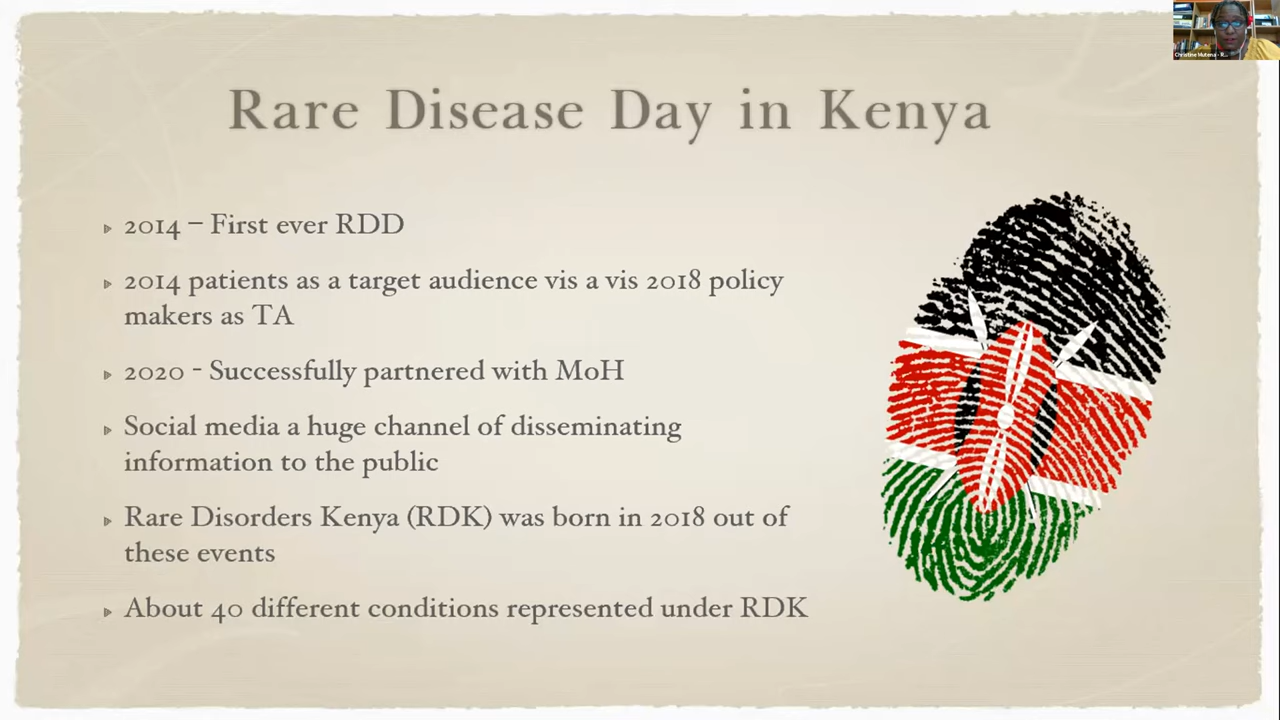 Christine Mutena - R...
Rare Disease Day in Kenya
2014 – First ever RDD
2014 patients as a target audience vis a vis 2018 policy
makers as TA
2020 - Successfully partnered with MoH
Social media a huge channel of disseminating
information to the public
Rare Disorders Kenya (RDK) was born in 2018 out of
these events
About 40 different conditions represented under RDK